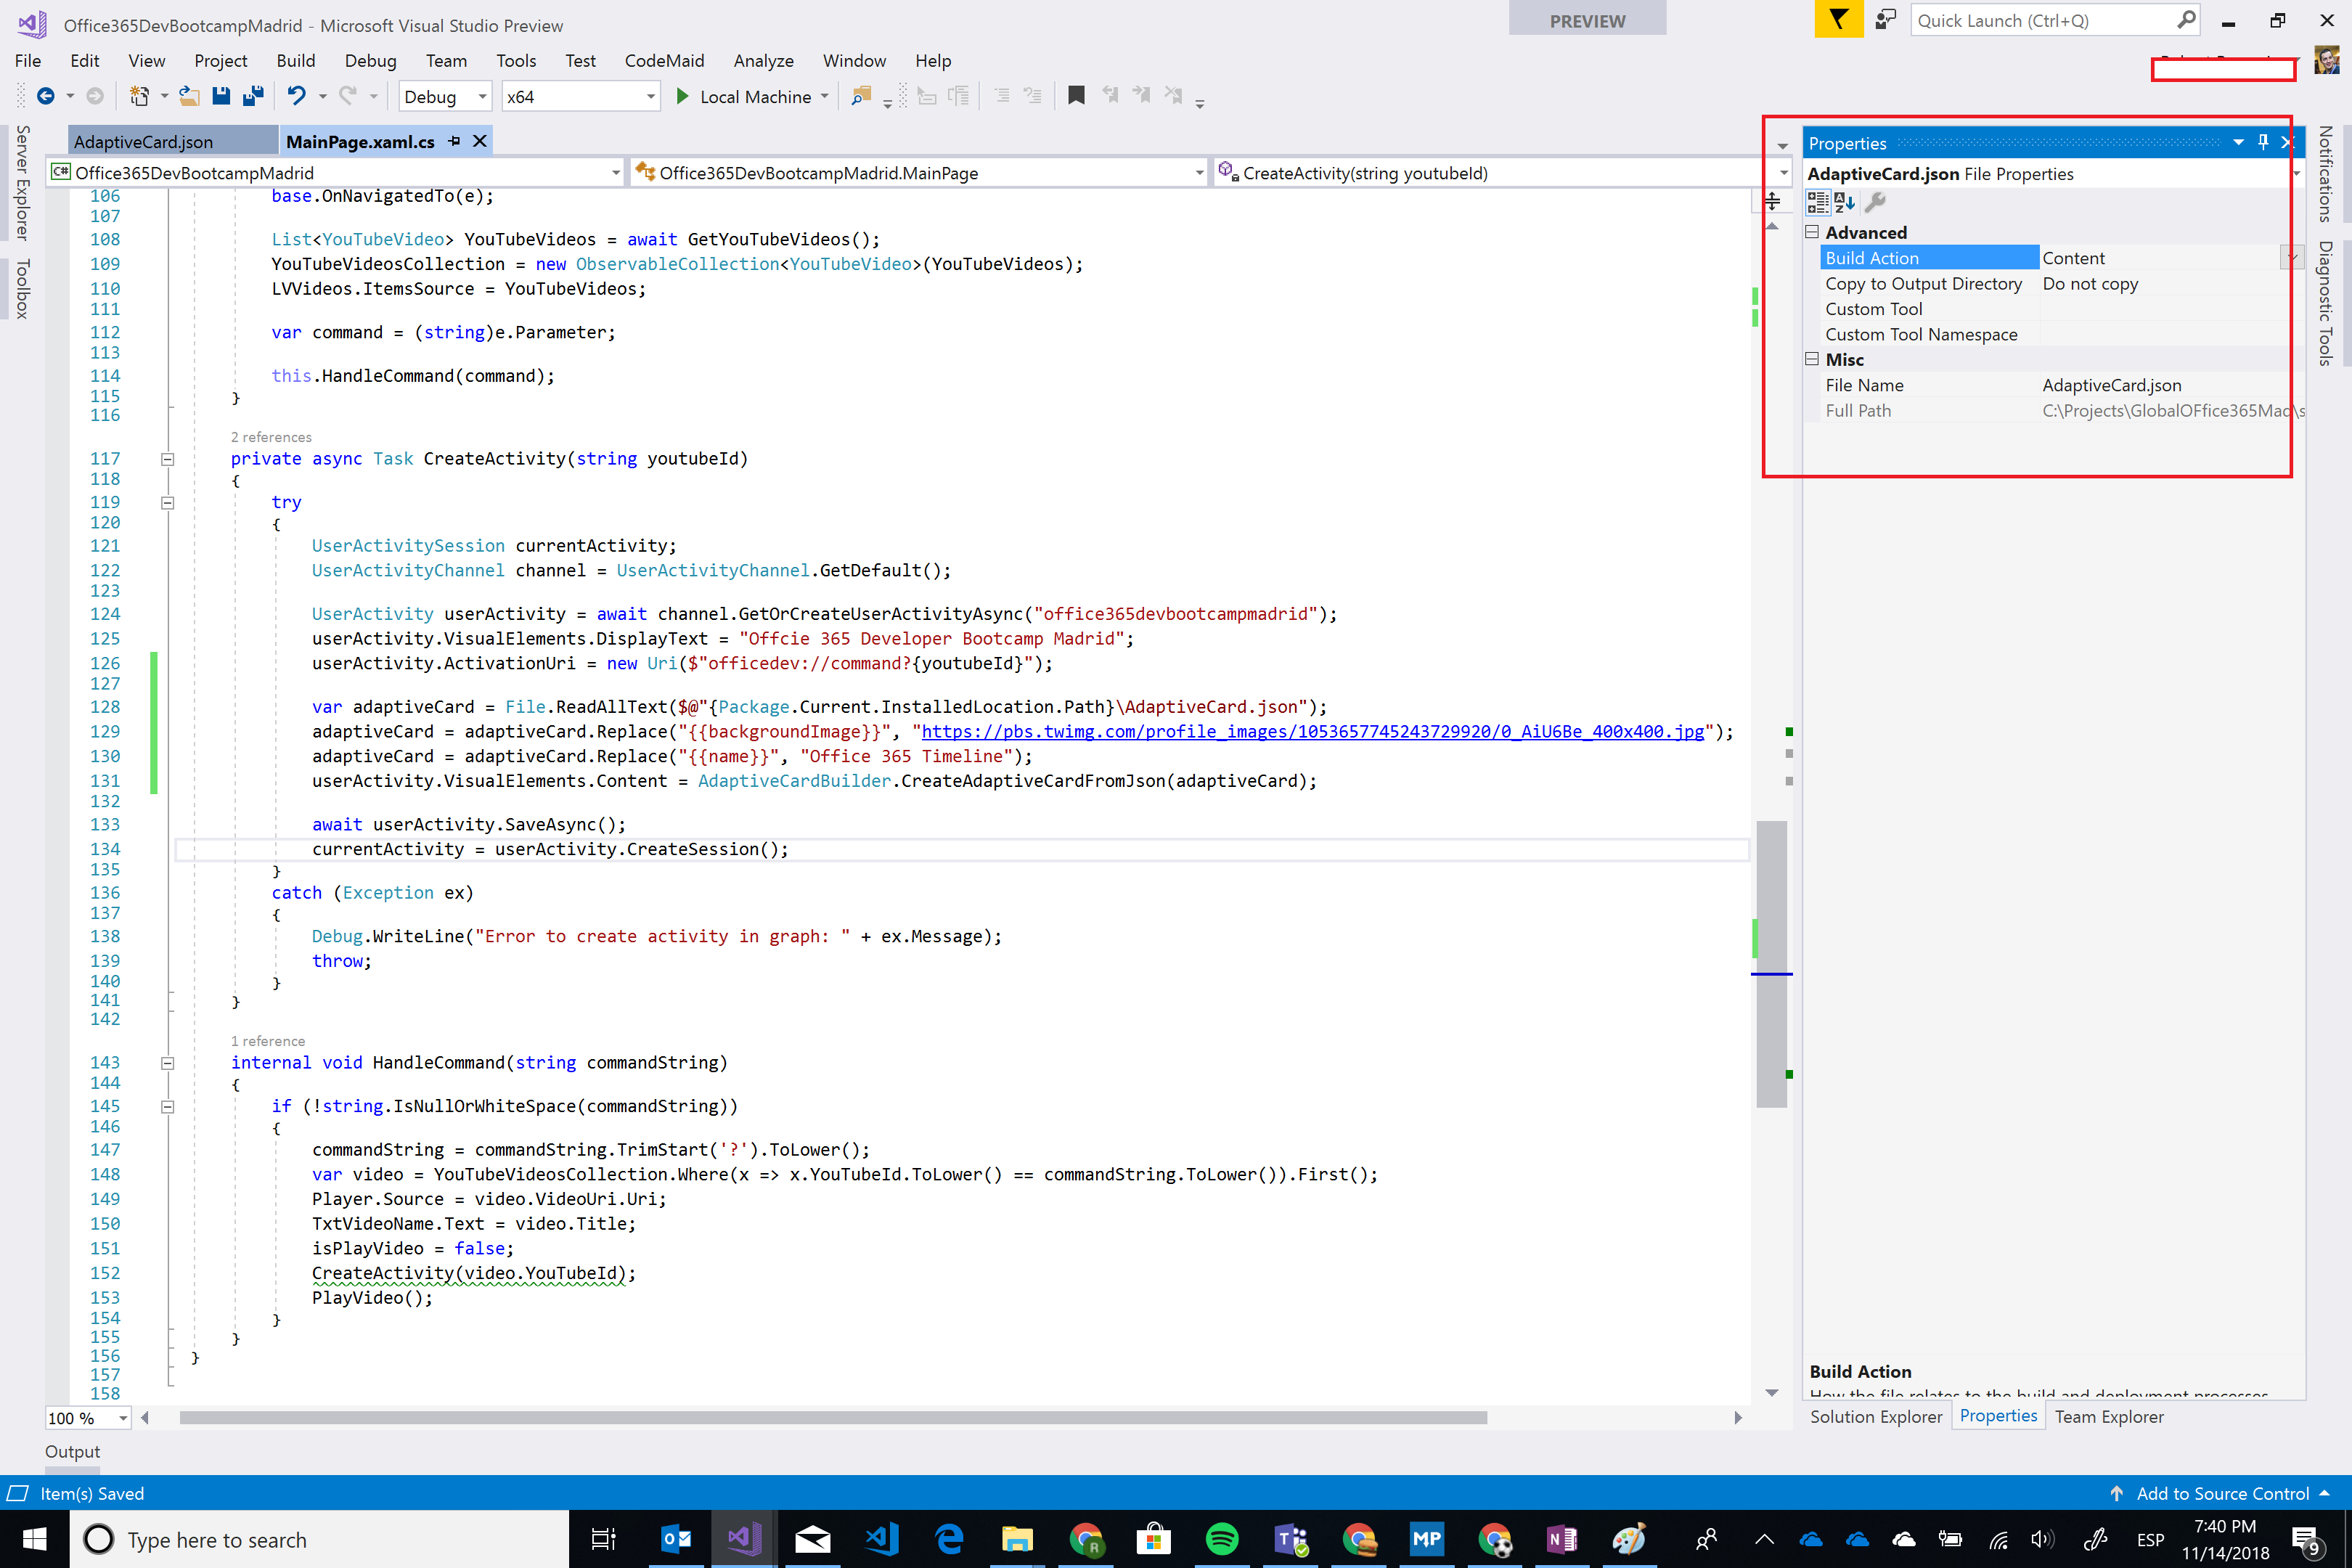 Office365DevBootcampMadrid - Microsoft Visual Studio Preview
PREVIEW
Quick Launch (Ctrl+Q)
File Edit View Project Build Debug Team Tools Test CodeMaid Analyze Window Help
Debug x64 Local Machine
Server Explorer
Toolbox
AdaptiveCard.json MainPage.xaml.cs
Office365DevBootcampMadrid Office365DevBootcampMadrid.MainPage CreateActivity(string youtubeId)
106 base.OnNavigatedTo(e);
107
108 List<YouTubeVideo> YouTubeVideos = await GetYouTubeVideos();
109 YouTubeVideosCollection = new ObservableCollection<YouTubeVideo>(YouTubeVideos);
110 LVVideos.ItemsSource = YouTubeVideos;
111
112 var command = (string)e.Parameter;
113
114 this.HandleCommand(command);
115 }
116
2 references
117 private async Task CreateActivity(string youtubeId)
118 {
119 try
120 {
121 UserActivitySession currentActivity;
122 UserActivityChannel channel = UserActivityChannel.GetDefault();
123
124 UserActivity userActivity = await channel.GetOrCreateUserActivityAsync("office365devbootcampmadrid");
125 userActivity.VisualElements.DisplayText = "Offcie 365 Developer Bootcamp Madrid";
126 userActivity.ActivationUri = new Uri($"officedev://command?{youtubeId}");
127
128 var adaptiveCard = File.ReadAllText($@"{Package.Current.InstalledLocation.Path}\AdaptiveCard.json");
129 adaptiveCard = adaptiveCard.Replace("{{backgroundImage}}", "https://pbs.twimg.com/profile_images/1053657745243729920/0_AiU6Be_400x400.jpg");
130 adaptiveCard = adaptiveCard.Replace("{{name}}", "Office 365 Timeline");
131 userActivity.VisualElements.Content = AdaptiveCardBuilder.CreateAdaptiveCardFromJson(adaptiveCard);
132
133 await userActivity.SaveAsync();
134 currentActivity = userActivity.CreateSession();
135 }
136 catch (Exception ex)
137 {
138 Debug.WriteLine("Error to create activity in graph: " + ex.Message);
139 throw;
140 }
141 }
142
1 reference
143 internal void HandleCommand(string commandString)
144 {
145 if (!string.IsNullOrWhiteSpace(commandString))
146 {
147 commandString = commandString.TrimStart('?').ToLower();
148 var video = YouTubeVideosCollection.Where(x => x.YouTubeId.ToLower() == commandString.ToLower()).First();
149 Player.Source = video.VideoUri.Uri;
150 TxtVideoName.Text = video.Title;
151 isPlayVideo = false;
152 CreateActivity(video.YouTubeId);
153 PlayVideo();
154 }
155 }
156 }
157
158
100 %
Output
Properties
AdaptiveCard.json File Properties
Advanced
Build Action Content
Copy to Output Directory Do not copy
Custom Tool
Custom Tool Namespace
Misc
File Name AdaptiveCard.json
Full Path C:\Projects\GlobalOFfice365Mad\s
Build Action
How the file relates to the build and deployment processes
Solution Explorer Properties Team Explorer
Notifications
Diagnostic Tools
Item(s) Saved
Add to Source Control
Type here to search
MP
ESP
7:40 PM
11/14/2018
9